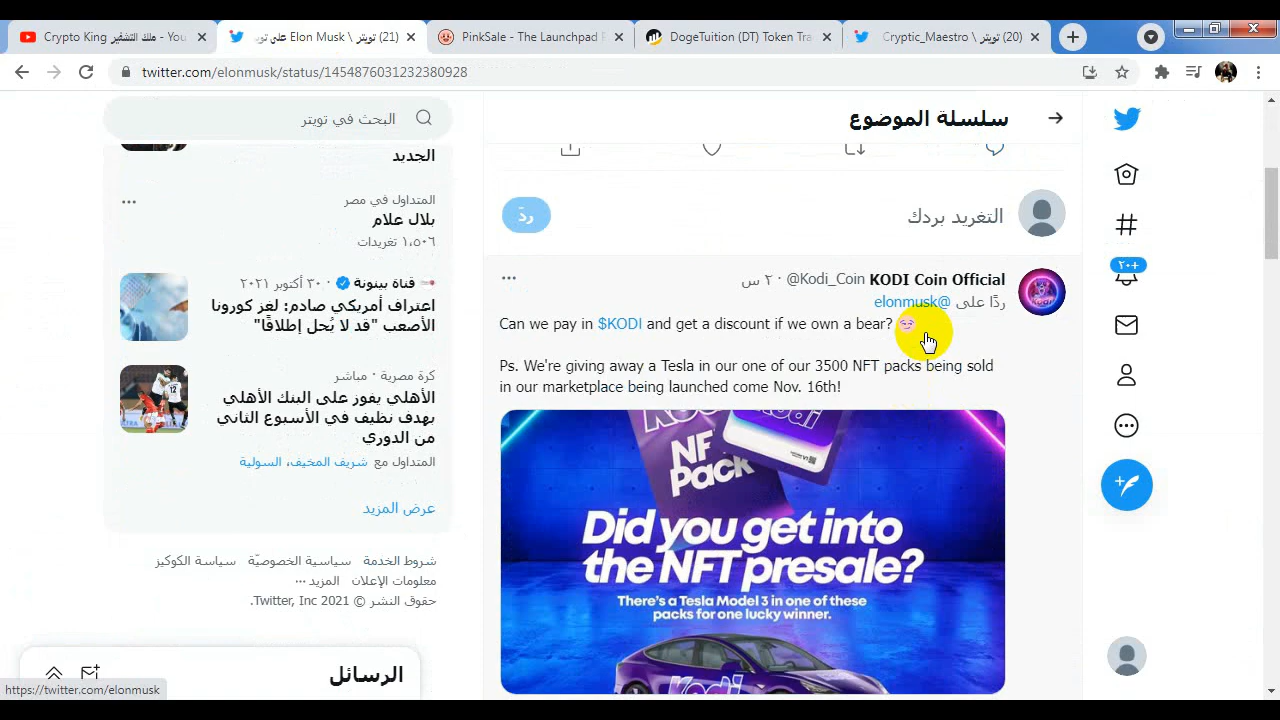 Crypto King ملك التشفير - You
(21) تويتر \ Elon Musk على توي
PinkSale: The Launchpad P
DogeTuition (DT) Token Tra
(20) تويتر \ Cryptic_Maestro
twitter.com/elonmusk/status/1454876031232380928
سلسلة الموضوع
التغريد بردك
ردّ
KODI Coin Official @Kodi_Coin · ٢ س
ردًا على @elonmusk
Can we pay in $KODI and get a discount if we own a bear?
Ps. We're giving away a Tesla in our one of our 3500 NFT packs being sold
in our marketplace being launched come Nov. 16th!
Kodi
NF
Pack
Did you get into
the NFT presale?
There's a Tesla Model 3 in one of these
packs for one lucky winner.
Kodi
البحث في تويتر
الجديد
المتداول في مصر
بلال علام
١،٥٠٦ تغريدات
قناة بينونة · ٣٠ أكتوبر ٢٠٢١
اعتراف أمريكي صادم: لغز كورونا
الأصعب "قد لا يُحل إطلاقًا"
كرة مصرية · مباشر
الأهلي يفوز على البنك الأهلي
بهدف نظيف في الأسبوع الثاني
من الدوري
المتداول مع شريف المخيف، السولية
عرض المزيد
شروط الخدمة سياسية الخصوصيّة سياسة الكوكيز
معلومات الإعلان المزيد
حقوق النشر © 2021 Twitter, Inc.
الرسائل
+٢٠
https://twitter.com/elonmusk